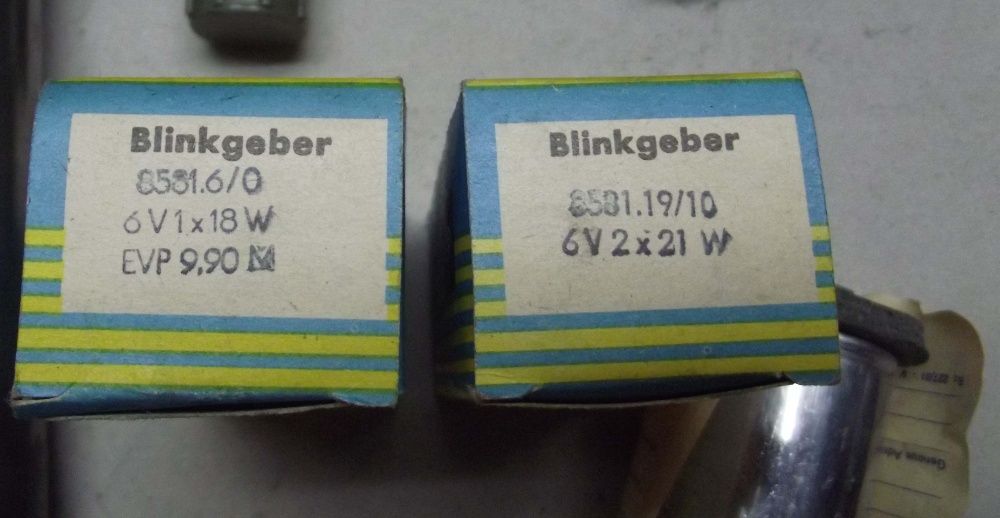 Blinkgeber
8581.6/0
6V 1x18 W
EVP 9,90 M
Blinkgeber
8581.19/10
6V 2x21 W